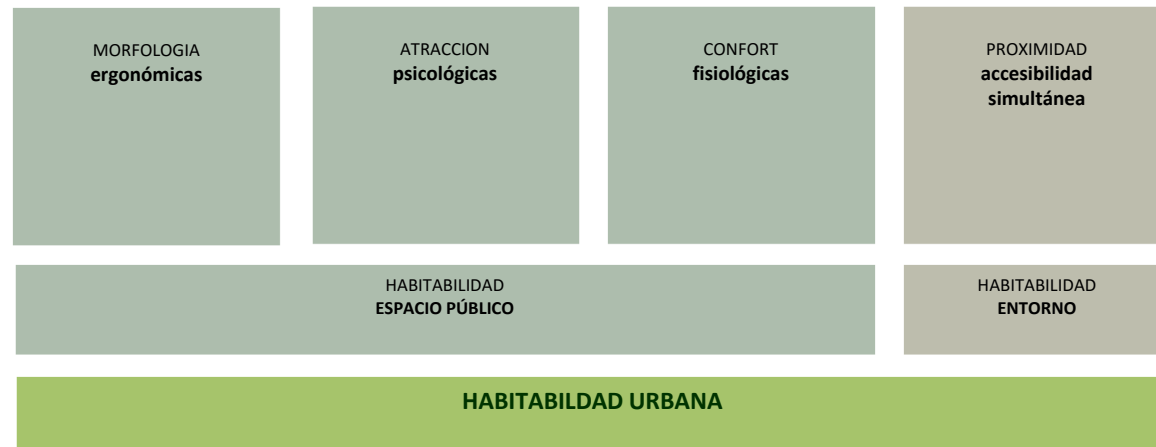 MORFOLOGIA
ergonómicas
ATRACCION
psicológicas
CONFORT
fisiológicas
PROXIMIDAD
accesibilidad
simultánea
HABITABILIDAD
ESPACIO PÚBLICO
HABITABILIDAD
ENTORNO
HABITABILDAD URBANA